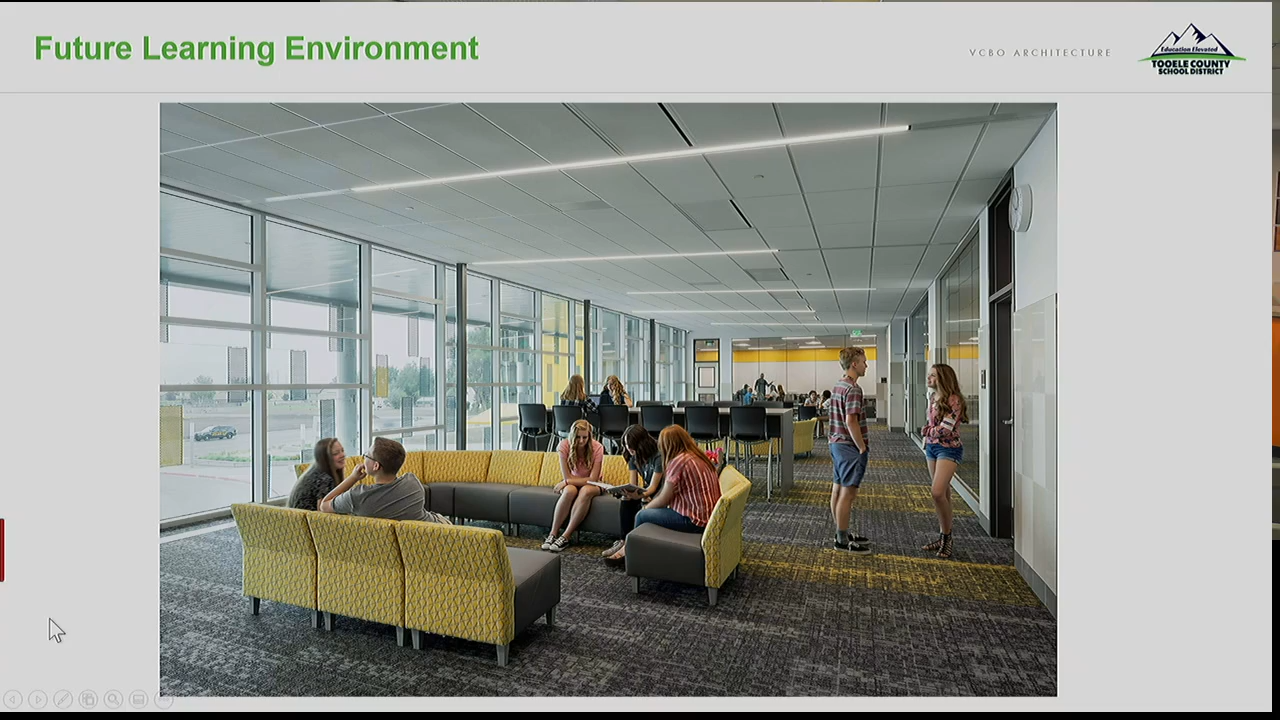 Future Learning Environment
VCBO ARCHITECTURE
Education Elevated
TOOELE COUNTY
SCHOOL DISTRICT